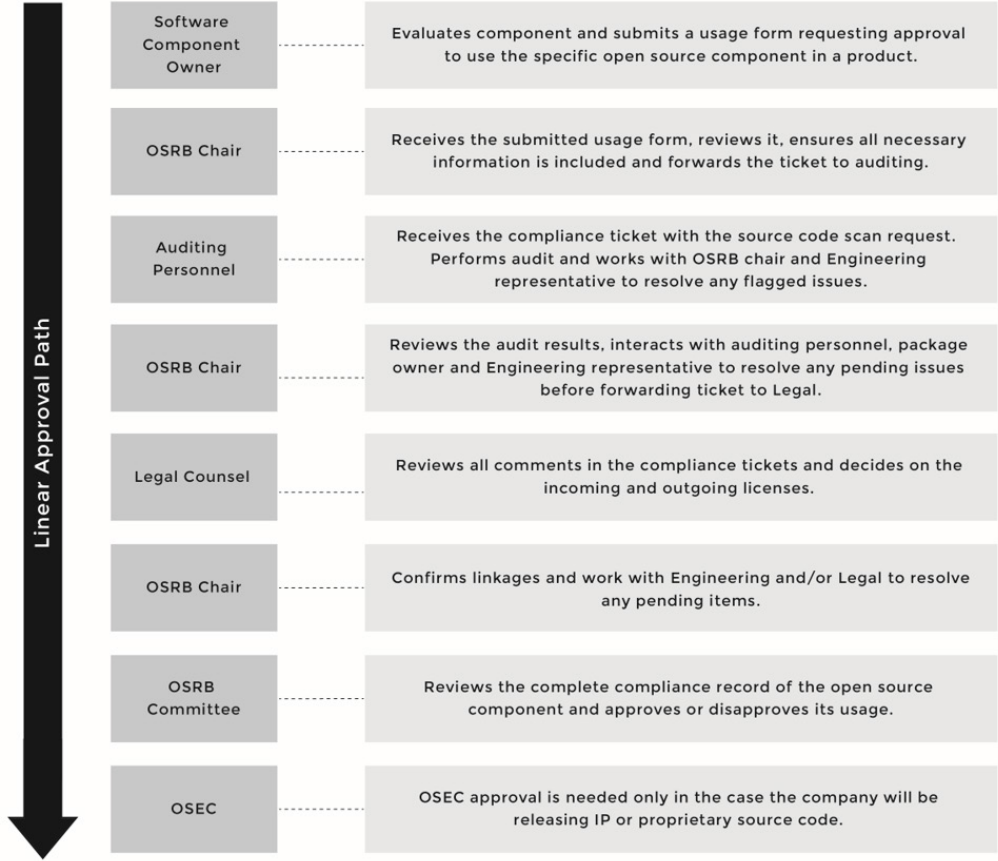 Linear Approval Path
Software
Component
Owner
Evaluates component and submits a usage form requesting approval
to use the specific open source component in a product.
OSRB Chair
Receives the submitted usage form, reviews it, ensures all necessary
information is included and forwards the ticket to auditing.
Auditing
Personnel
Receives the compliance ticket with the source code scan request.
Performs audit and works with OSRB chair and Engineering
representative to resolve any flagged issues.
OSRB Chair
Reviews the audit results, interacts with auditing personnel, package
owner and Engineering representative to resolve any pending issues
before forwarding ticket to Legal.
Legal Counsel
Reviews all comments in the compliance tickets and decides on the
incoming and outgoing licenses.
OSRB Chair
Confirms linkages and work with Engineering and/or Legal to resolve
any pending items.
OSRB
Committee
Reviews the complete compliance record of the open source
component and approves or disapproves its usage.
OSEC
OSEC approval is needed only in the case the company will be
releasing IP or proprietary source code.